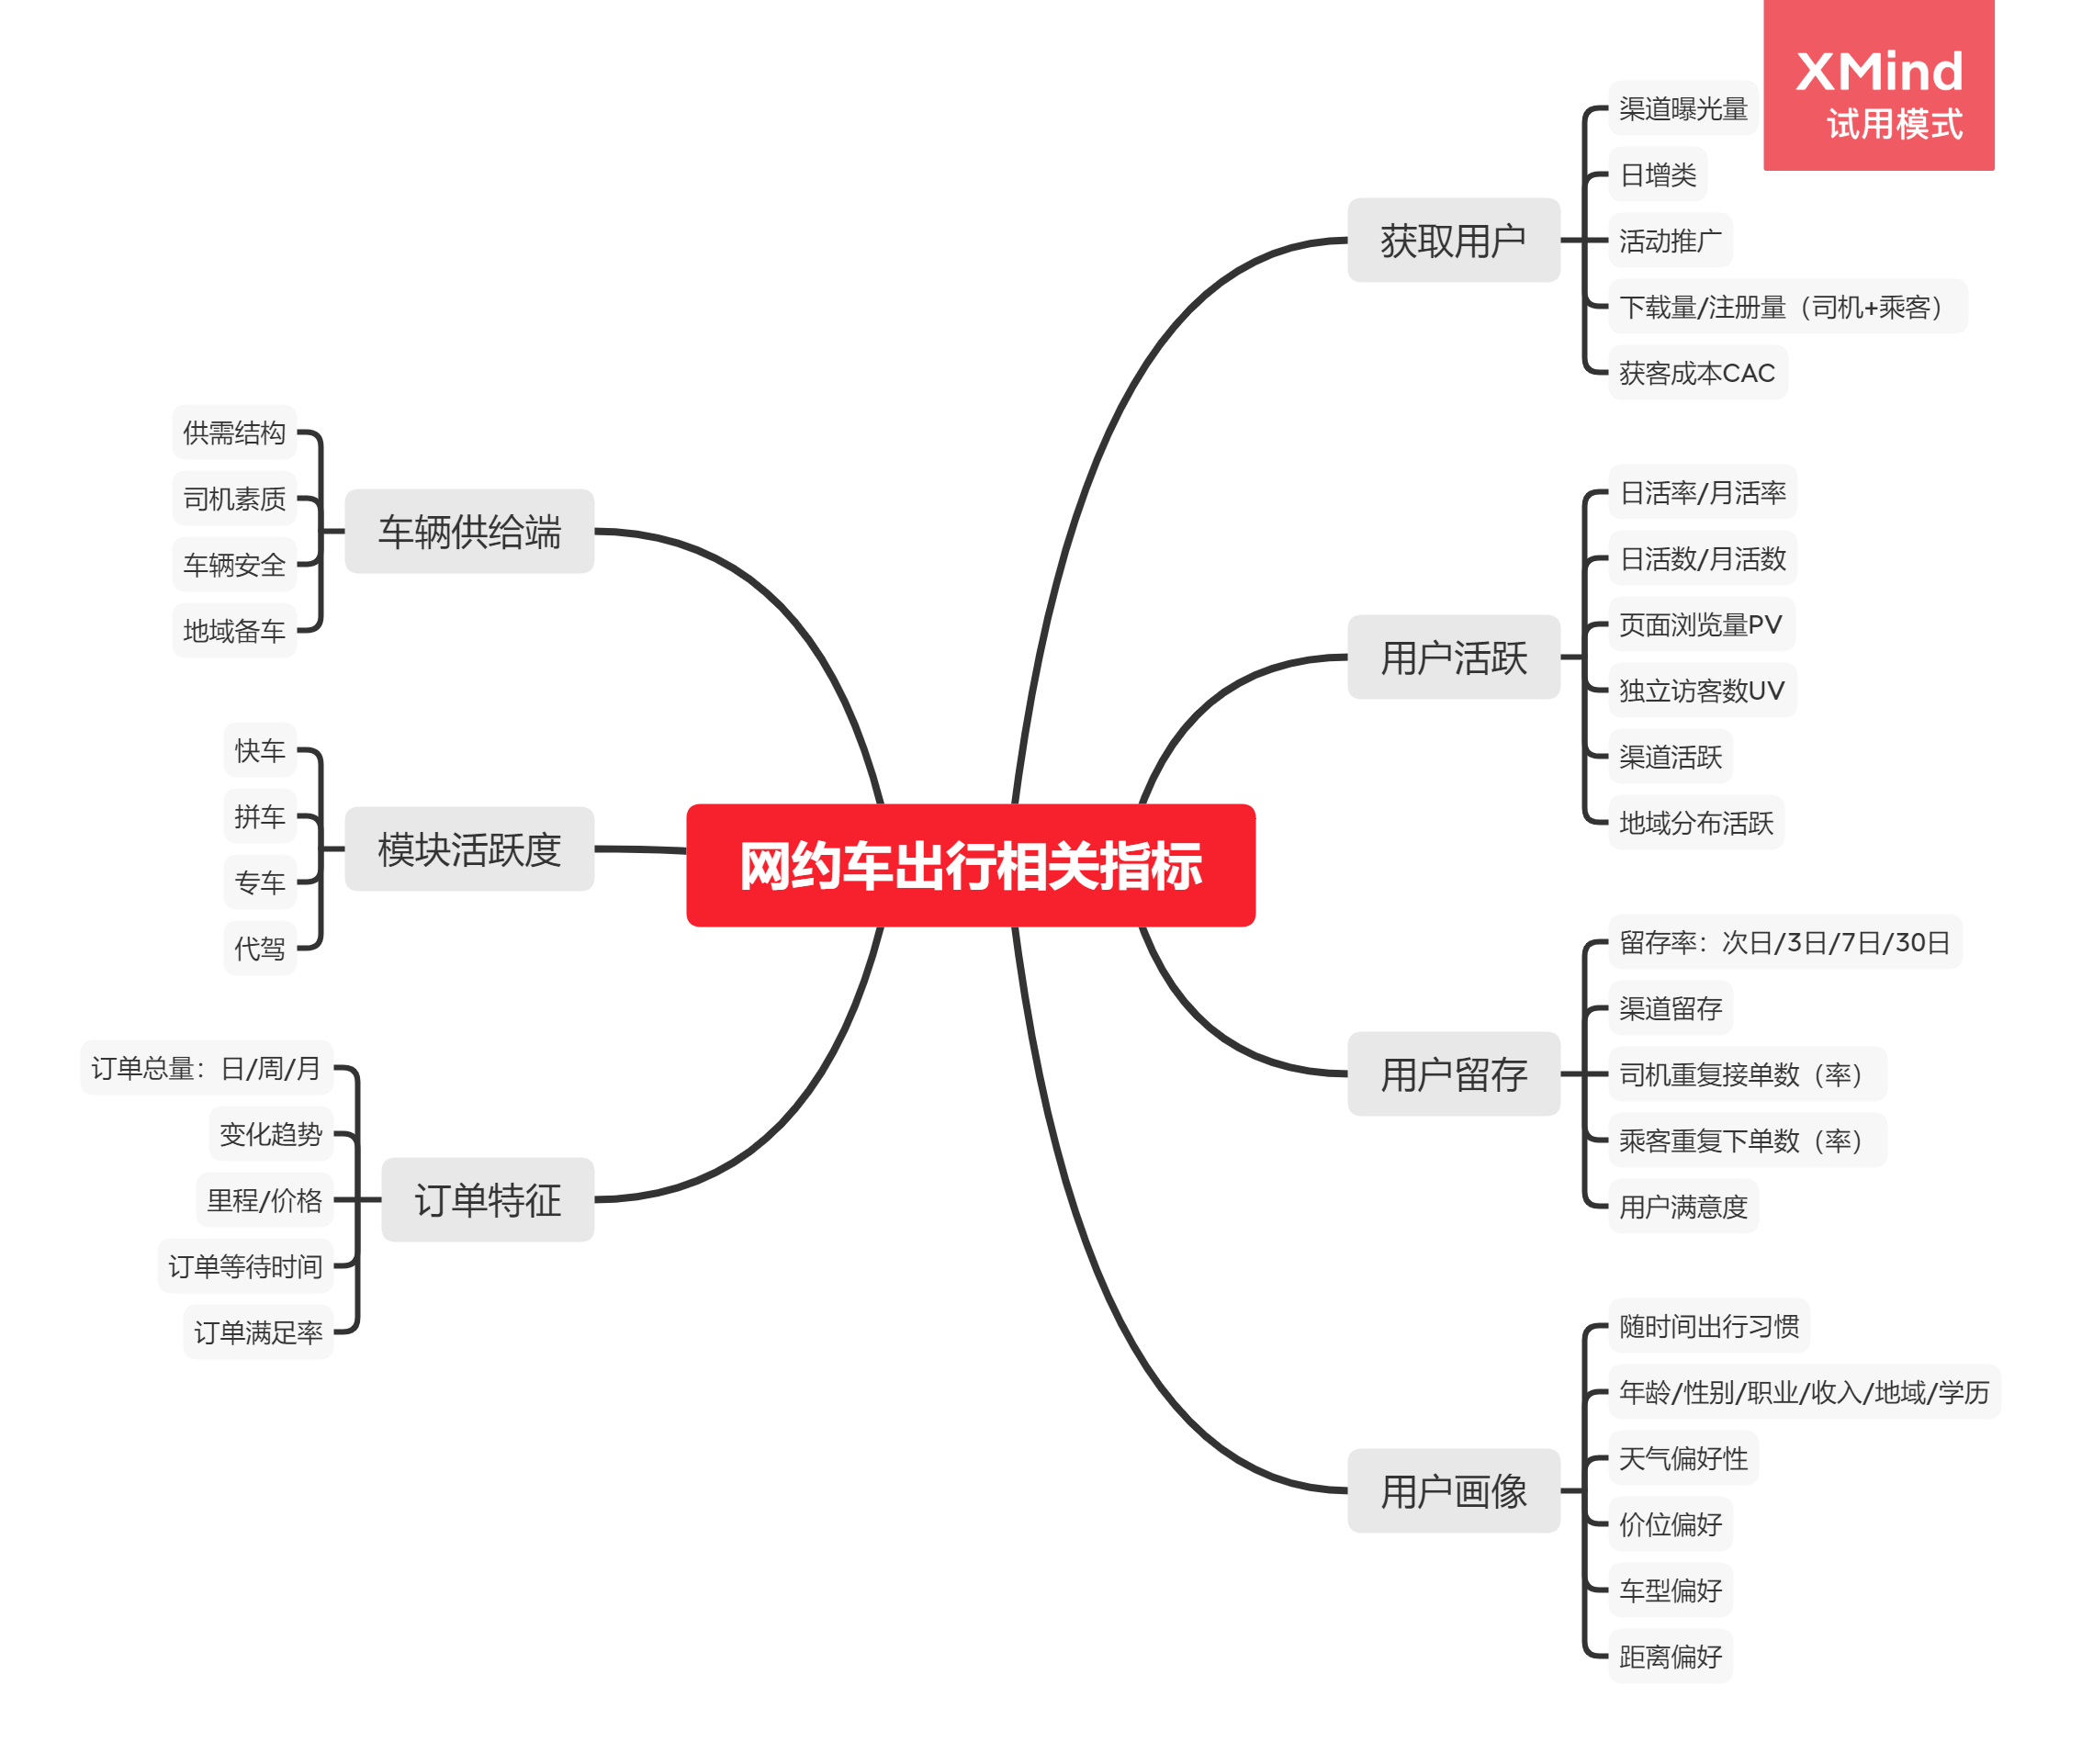 XMind
试用模式
网约车出行相关指标
获取用户
渠道曝光量
日增类
活动推广
下载量/注册量（司机+乘客）
获客成本CAC
用户活跃
日活率/月活率
日活数/月活数
页面浏览量PV
独立访客数UV
渠道活跃
地域分布活跃
用户留存
留存率：次日/3日/7日/30日
渠道留存
司机重复接单数（率）
乘客重复下单数（率）
用户满意度
用户画像
随时间出行习惯
年龄/性别/职业/收入/地域/学历
天气偏好性
价位偏好
车型偏好
距离偏好
车辆供给端
供需结构
司机素质
车辆安全
地域备车
模块活跃度
快车
拼车
专车
代驾
订单特征
订单总量：日/周/月
变化趋势
里程/价格
订单等待时间
订单满足率